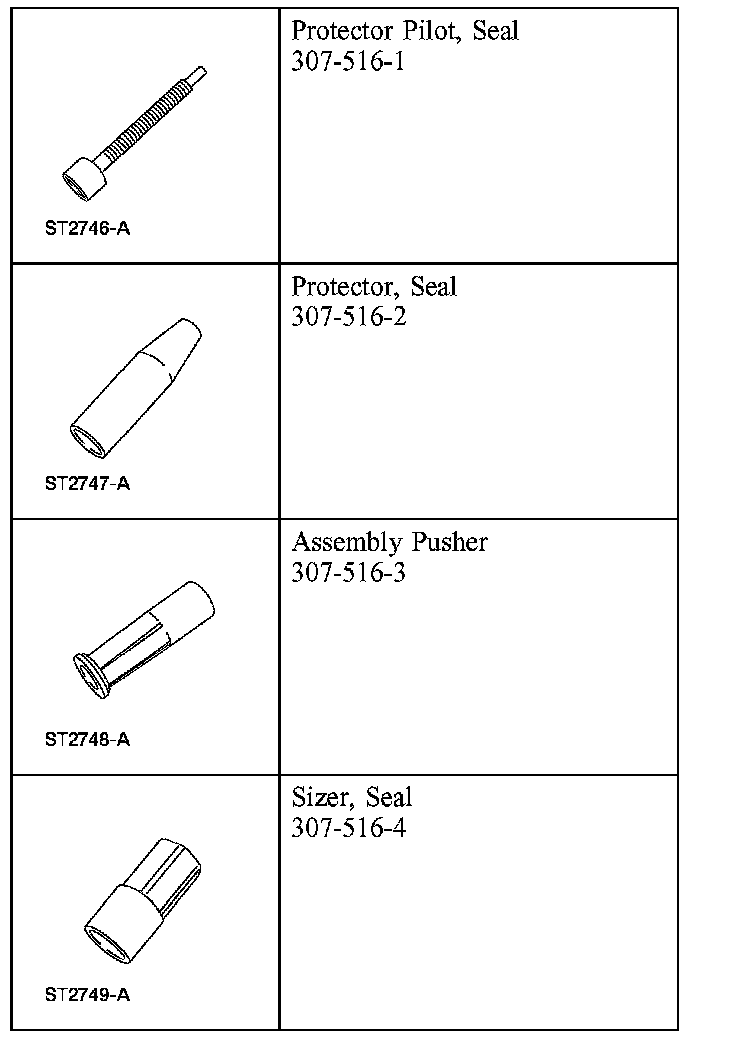 Protector Pilot, Seal
307-516-1
ST2746-A
Protector, Seal
307-516-2
ST2747-A
Assembly Pusher
307-516-3
ST2748-A
Sizer, Seal
307-516-4
ST2749-A